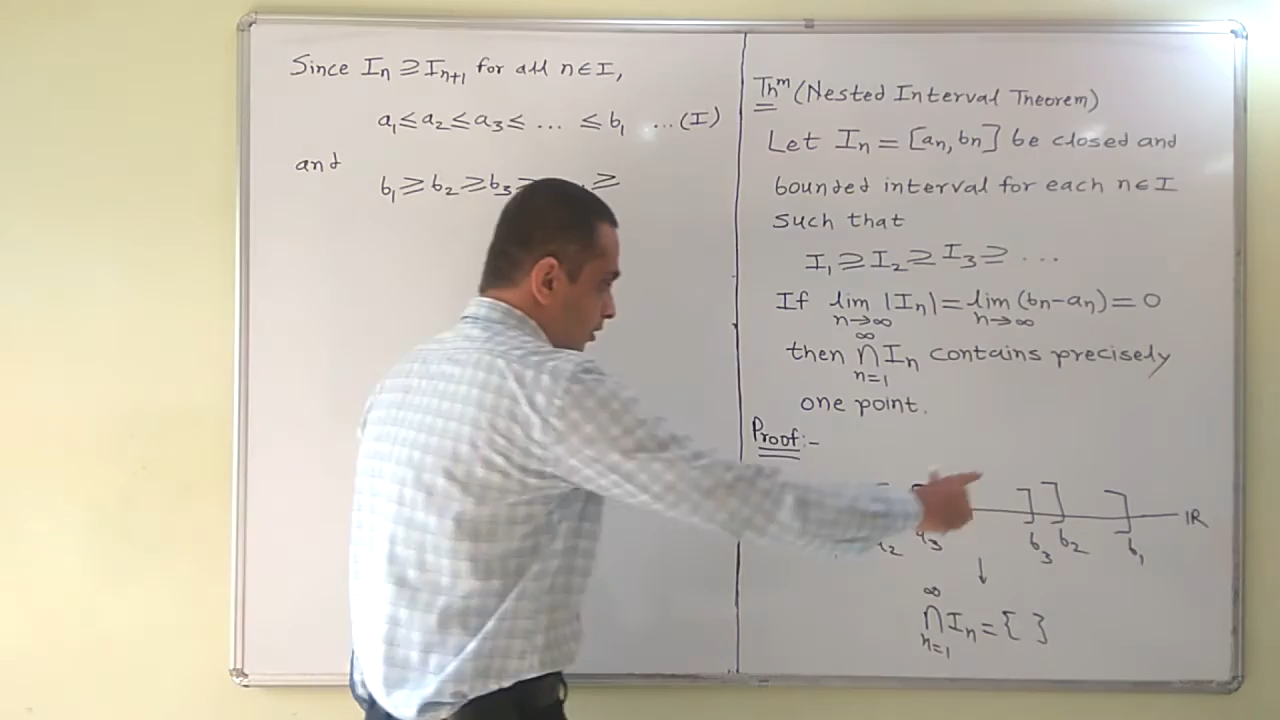 Since Iₙ ⊇ Iₙ₊₁ for all n ∈ I,
a₁ ≤ a₂ ≤ a₃ ≤ ... ≤ b₁ ...(I)
and
b₁ ≥ b₂ ≥ b₃ ≥ ≥
Thᵐ (Nested Interval Theorem)
Let Iₙ = [aₙ, bₙ] be closed and
bounded interval for each n ∈ I
such that
I₁ ⊇ I₂ ⊇ I₃ ⊇ ...
If lim |Iₙ| = lim (bₙ - aₙ) = 0
n→∞ n→∞
∞
then ∩ Iₙ contains precisely
n=1
one point.
Proof:-
IR
a₃ b₃ b₂ b₁
↓
∞
∩ Iₙ = { }
n=1